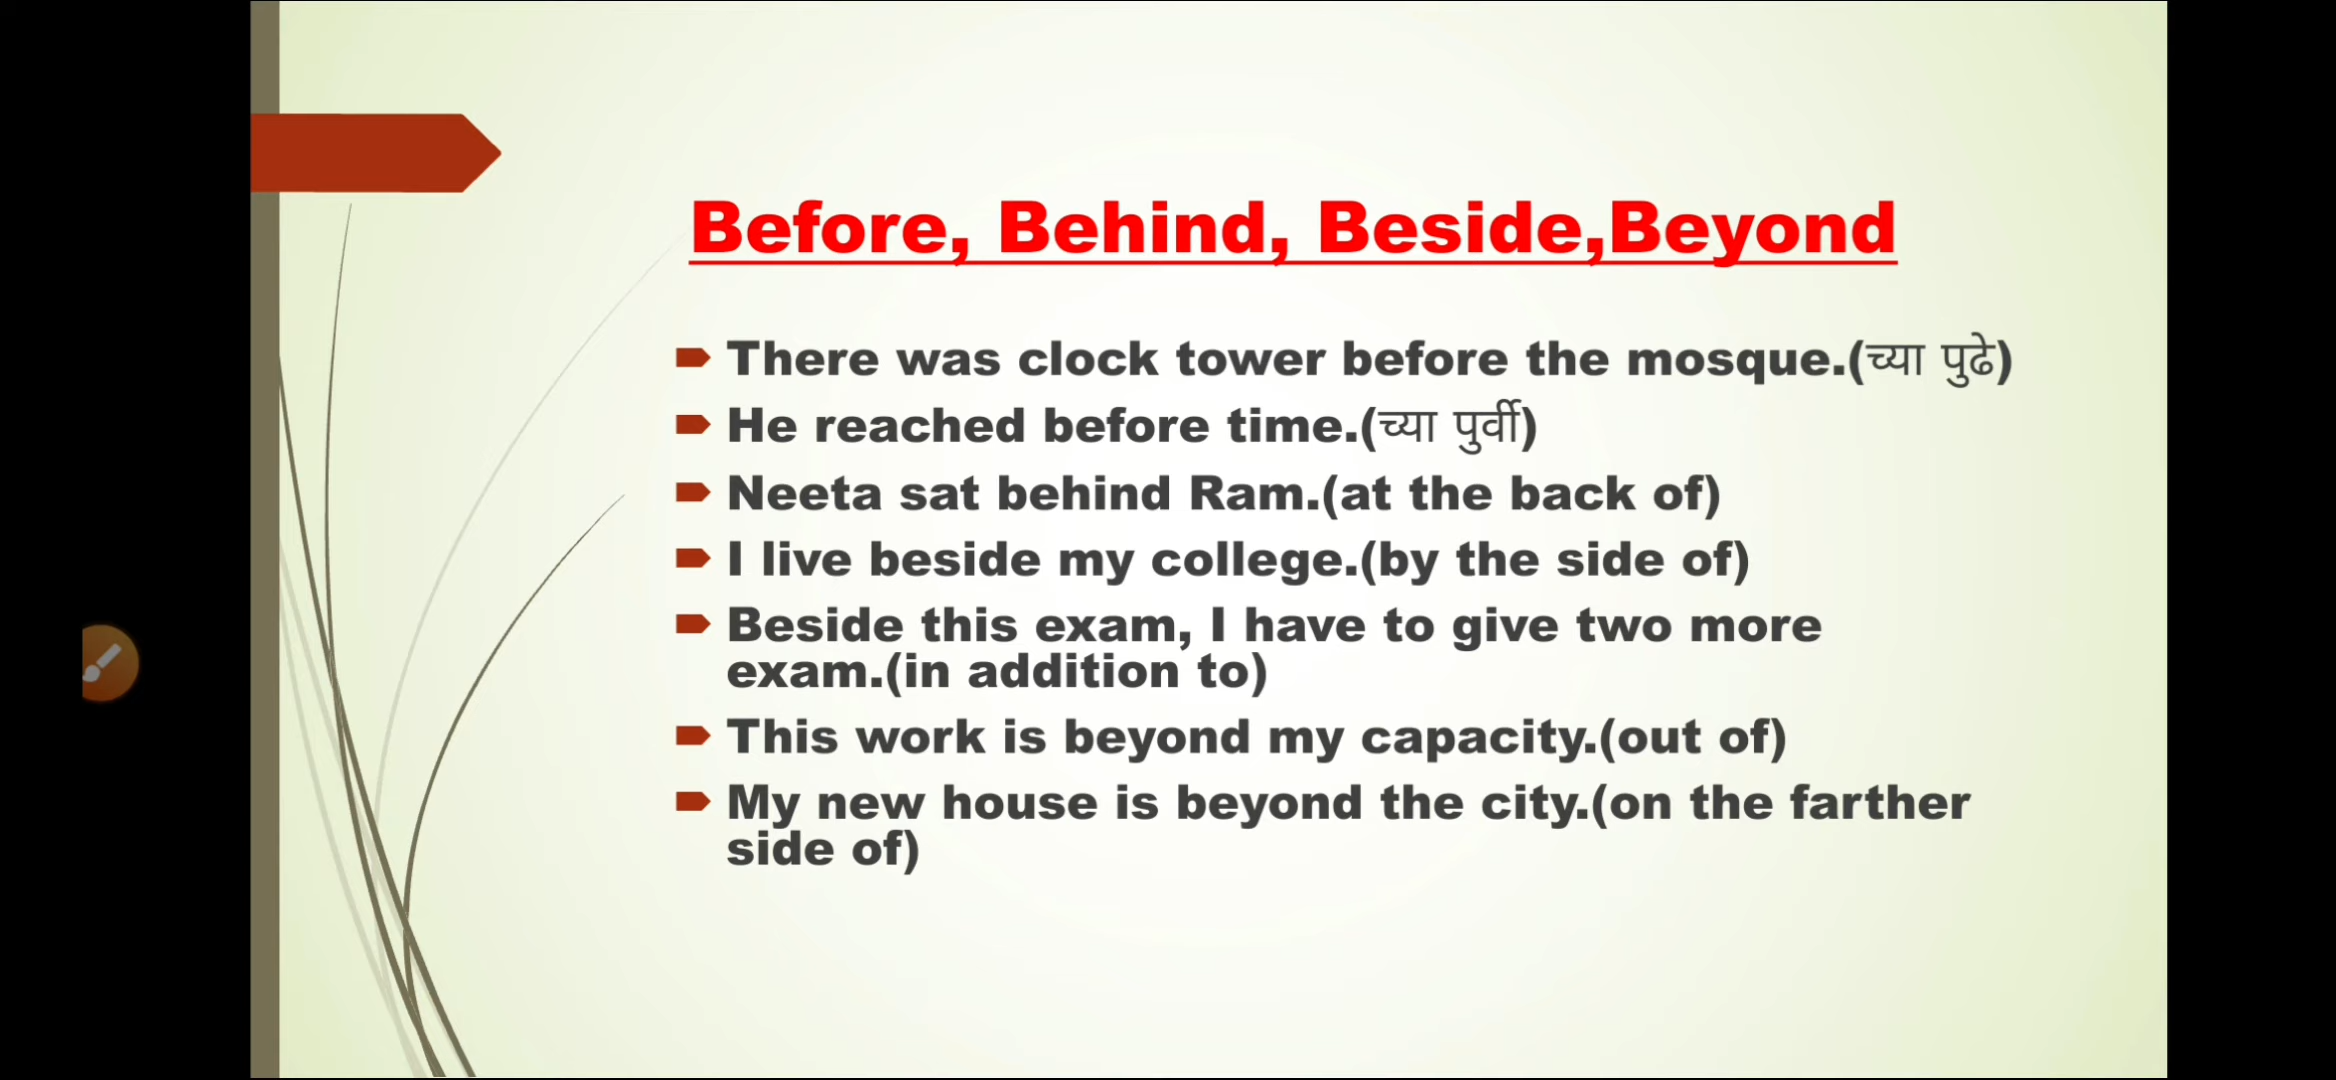 Before, Behind, Beside,Beyond
There was clock tower before the mosque.(च्या पुढे)
He reached before time.(च्या पुर्वी)
Neeta sat behind Ram.(at the back of)
I live beside my college.(by the side of)
Beside this exam, I have to give two more
exam.(in addition to)
This work is beyond my capacity.(out of)
My new house is beyond the city.(on the farther
side of)